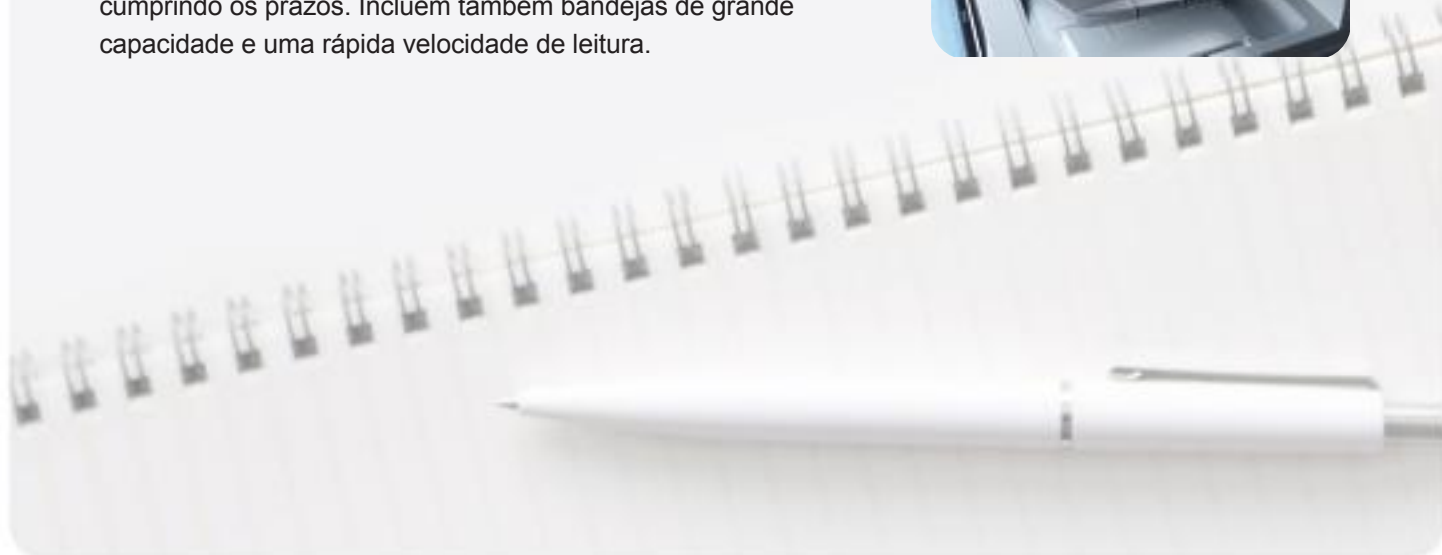 cumprindo os prazos. Incluem também bandejas de grande
capacidade e uma rápida velocidade de leitura.